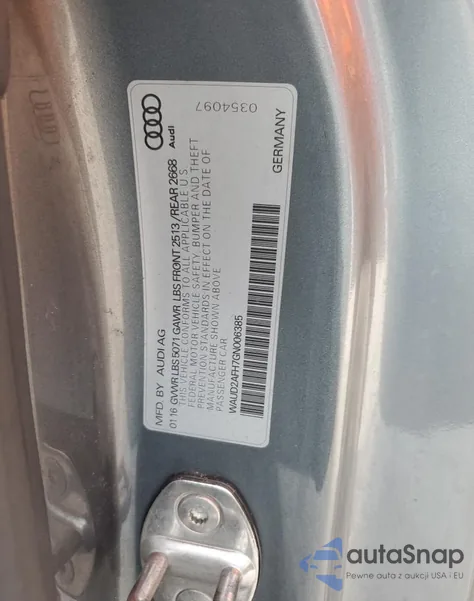 0354097
Audi
MFD. BY AUDI AG
01 16 GVWR LBS 5071 GAWR LBS FRONT 2513/REAR 2668
THIS VEHICLE CONFORMS TO ALL APPLICABLE U.S.
FEDERAL MOTOR VEHICLE SAFETY, BUMPER AND THEFT
PREVENTION STANDARDS IN EFFECT ON THE DATE OF
MANUFACTURE SHOWN ABOVE
PASSENGER CAR
WAUD2AFH7GN006385
GERMANY
autoSnap
Pewne auta z aukcji USA i EU